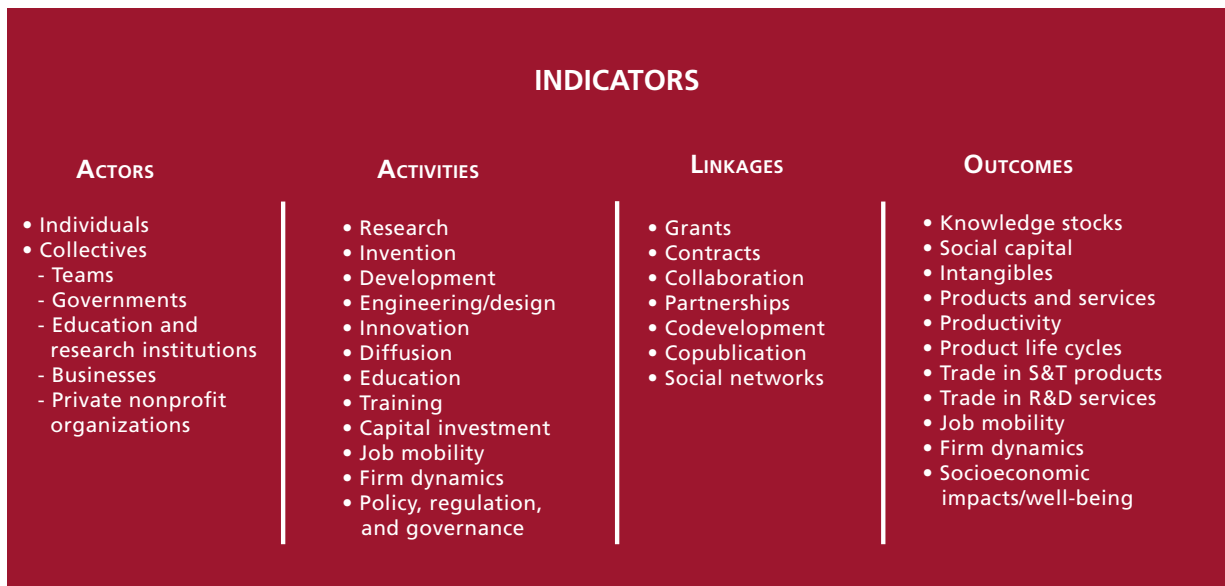 INDICATORS
ACTORS
• Individuals
• Collectives
- Teams
- Governments
- Education and
research institutions
- Businesses
- Private nonprofit
organizations
ACTIVITIES
• Research
• Invention
• Development
• Engineering/design
• Innovation
• Diffusion
• Education
• Training
• Capital investment
• Job mobility
• Firm dynamics
• Policy, regulation,
and governance
LINKAGES
• Grants
• Contracts
• Collaboration
• Partnerships
• Codevelopment
• Copublication
• Social networks
OUTCOMES
• Knowledge stocks
• Social capital
• Intangibles
• Products and services
• Productivity
• Product life cycles
• Trade in S&T products
• Trade in R&D services
• Job mobility
• Firm dynamics
• Socioeconomic
impacts/well-being